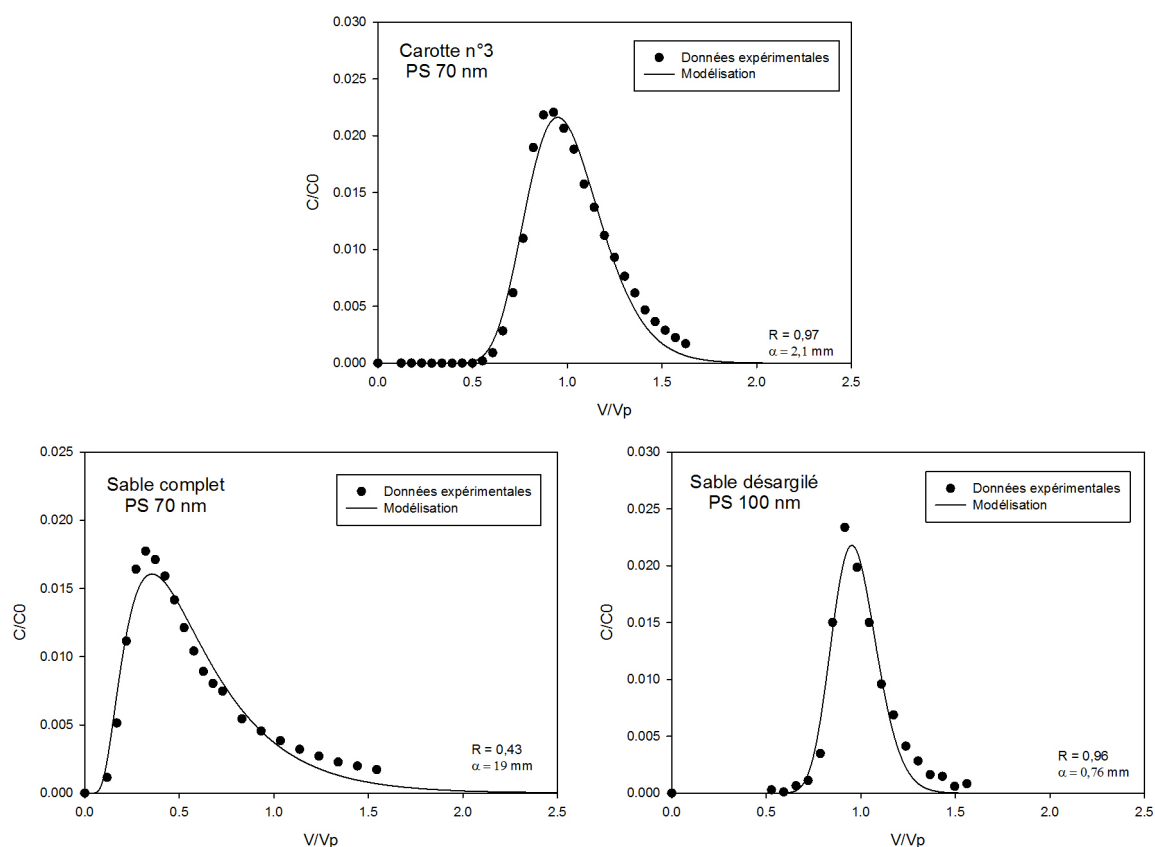 Carotte n°3
PS 70 nm
Données expérimentales
Modélisation
C/C0
0.030
0.025
0.020
0.015
0.010
0.005
0.000
R = 0,97
α = 2,1 mm
0.0 0.5 1.0 1.5 2.0 2.5
V/Vp
Sable complet
PS 70 nm
Données expérimentales
Modélisation
C/C0
0.025
0.020
0.015
0.010
0.005
0.000
R = 0,43
α = 19 mm
0.0 0.5 1.0 1.5 2.0 2.5
V/Vp
Sable désargilé
PS 100 nm
Données expérimentales
Modélisation
C/C0
0.030
0.025
0.020
0.015
0.010
0.005
0.000
R = 0,96
α = 0,76 mm
0.0 0.5 1.0 1.5 2.0 2.5
V/Vp